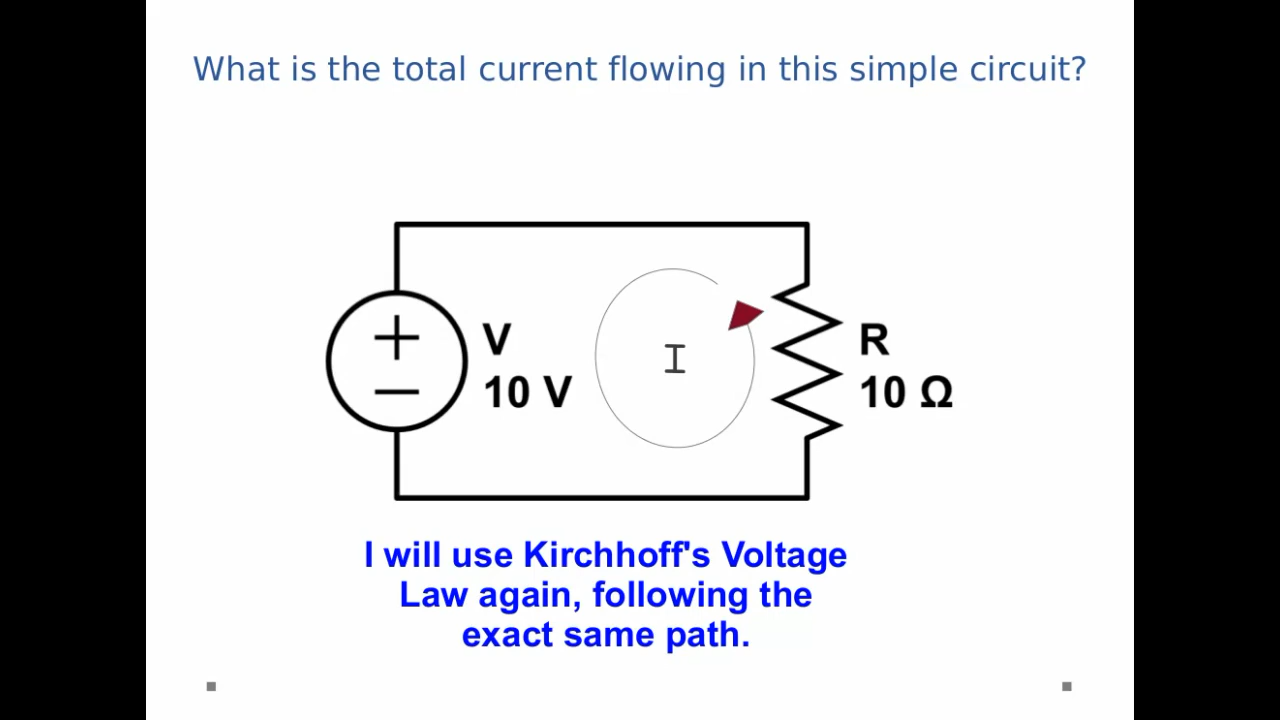 What is the total current flowing in this simple circuit?
+
−
V
10 V
I
R
10 Ω
I will use Kirchhoff's Voltage
Law again, following the
exact same path.